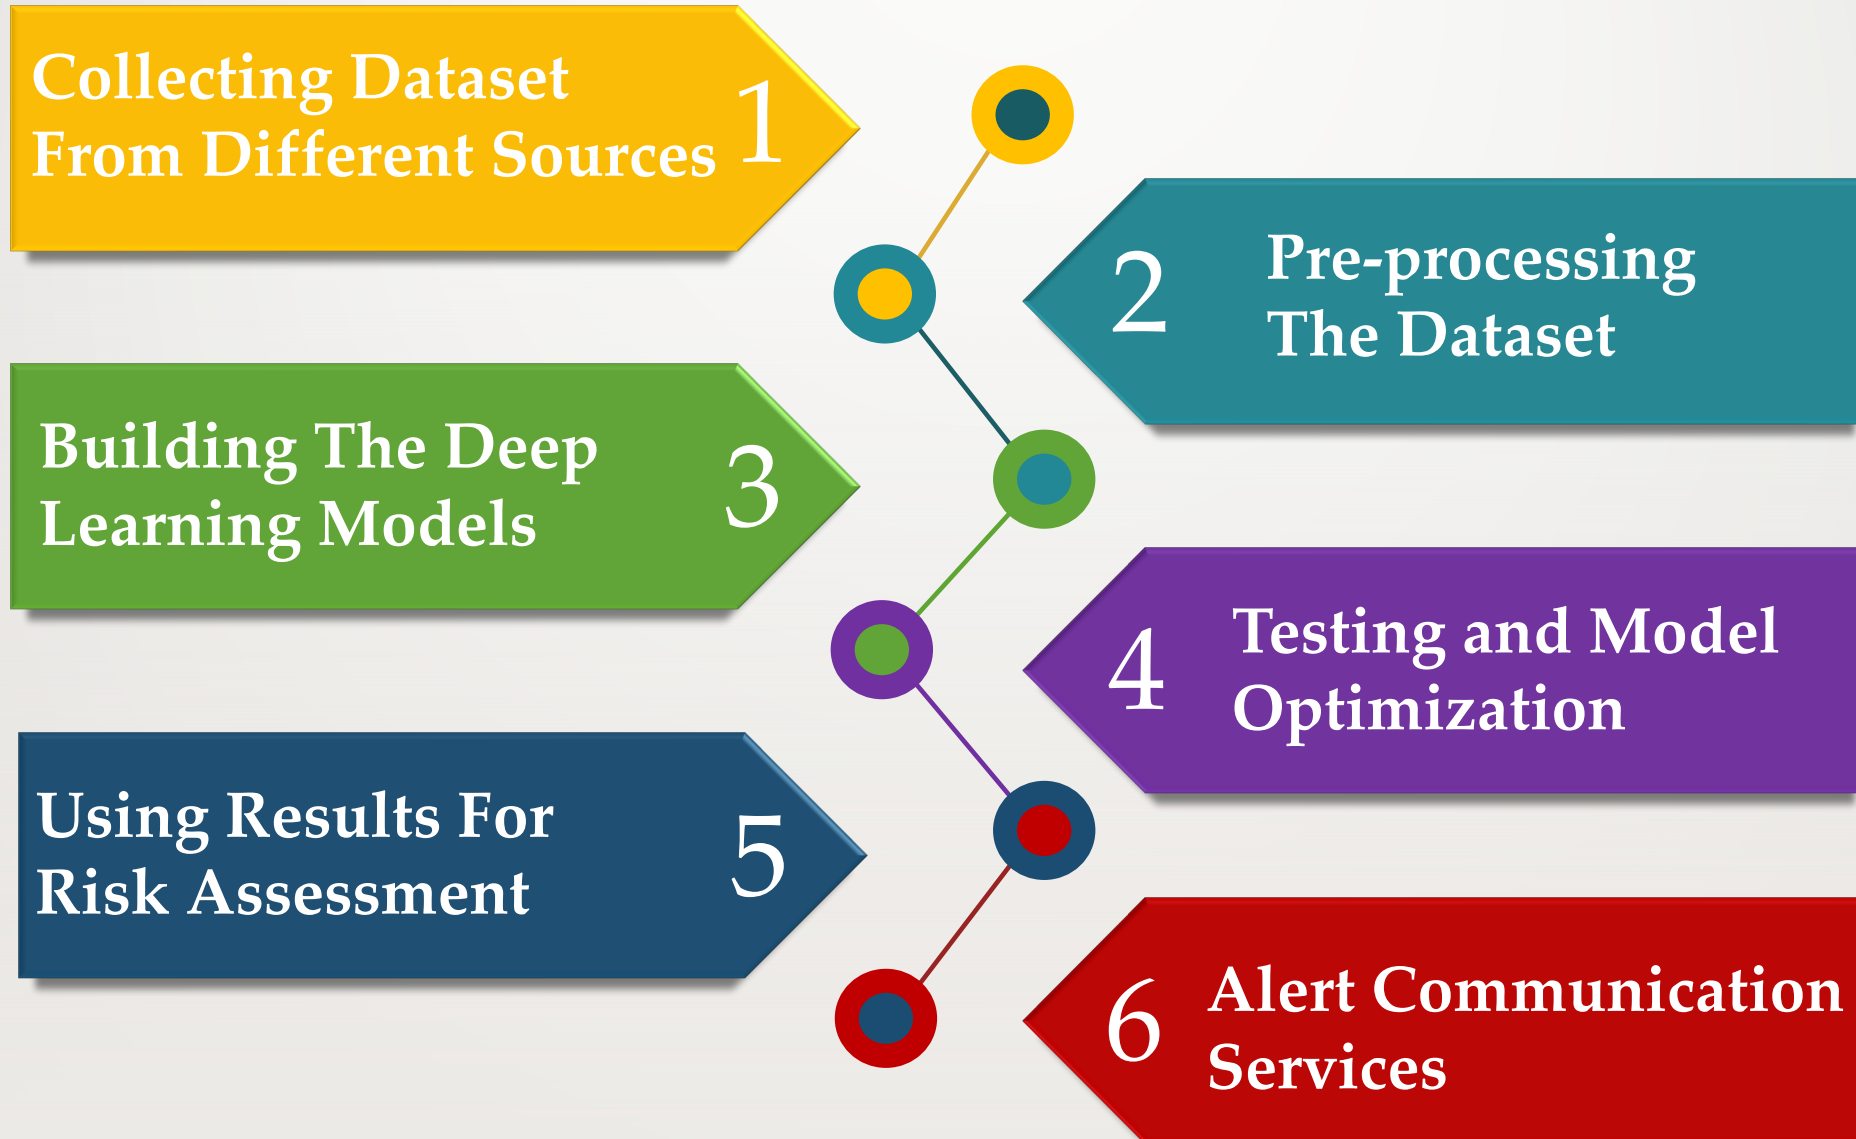 Collecting Dataset
From Different Sources
1
2
Pre-processing
The Dataset
Building The Deep
Learning Models
3
4
Testing and Model
Optimization
Using Results For
Risk Assessment
5
6
Alert Communication
Services